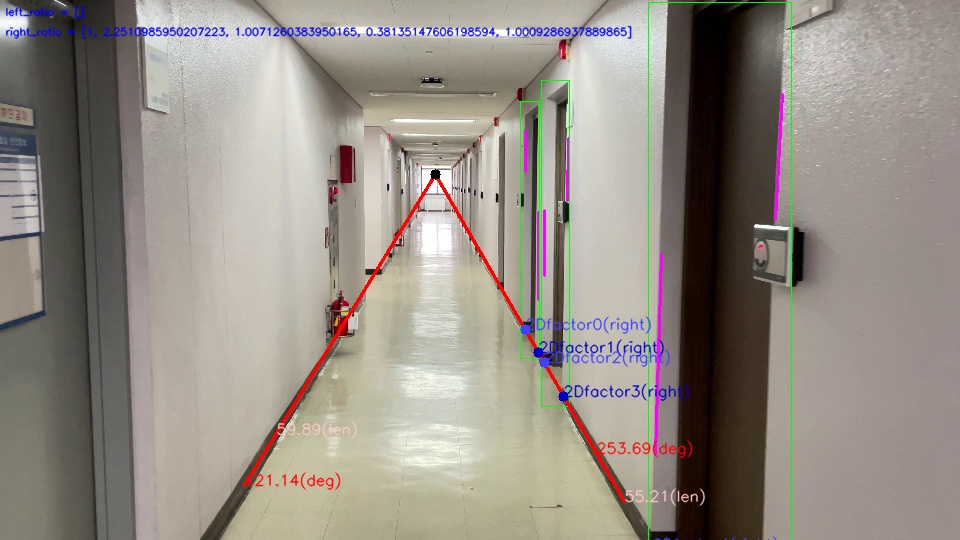 left_ratio = []
right_ratio = [1, 2.2510985950207223, 1.0071260383950165, 0.38135147606198594, 1.0009286937889865]
2Dfactor0(right)
2Dfactor1(right)
2Dfactor2(right)
2Dfactor3(right)
59.89(len)
253.69(deg)
21.14(deg)
55.21(len)